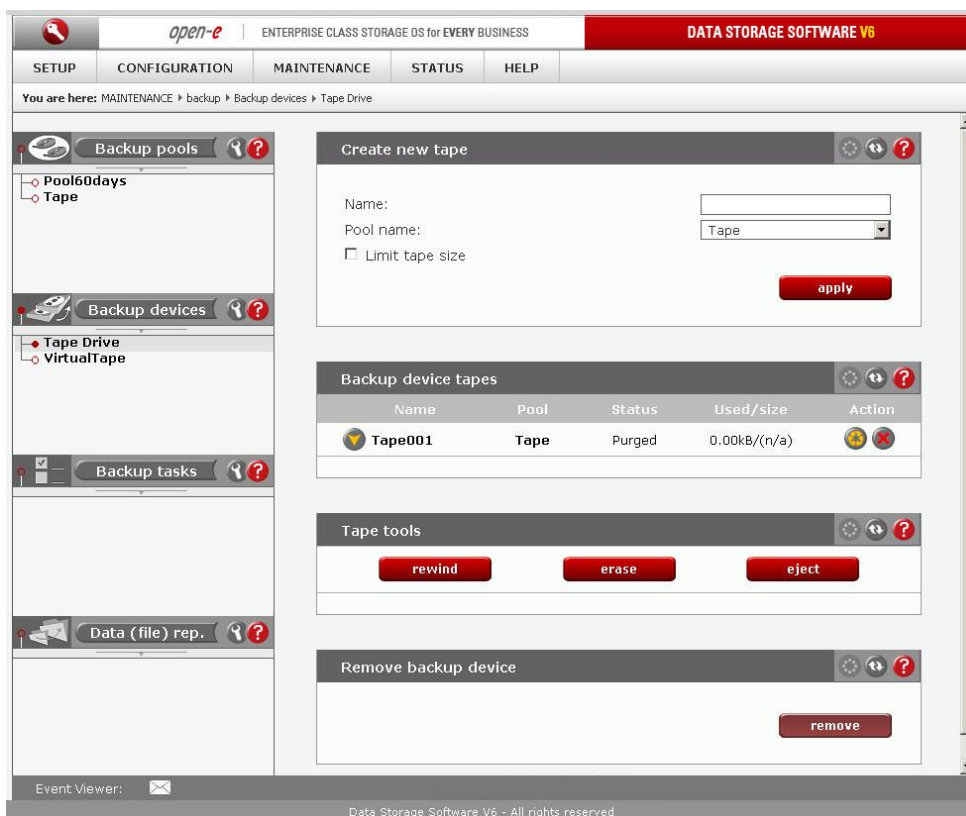 open-e ENTERPRISE CLASS STORAGE OS for EVERY BUSINESS DATA STORAGE SOFTWARE V6
SETUP CONFIGURATION MAINTENANCE STATUS HELP
You are here: MAINTENANCE backup Backup devices Tape Drive
Backup pools ?
Pool60days
Tape
Backup devices ?
Tape Drive
VirtualTape
Backup tasks ?
Data (file) rep. ?
Create new tape ?
Name:
Pool name: Tape
Limit tape size
apply
Backup device tapes ?
Name Pool Status Used/size Action
Tape001 Tape Purged 0.00kB/(n/a)
Tape tools ?
rewind erase eject
Remove backup device ?
remove
Event Viewer:
Data Storage Software V6 - All rights reserved